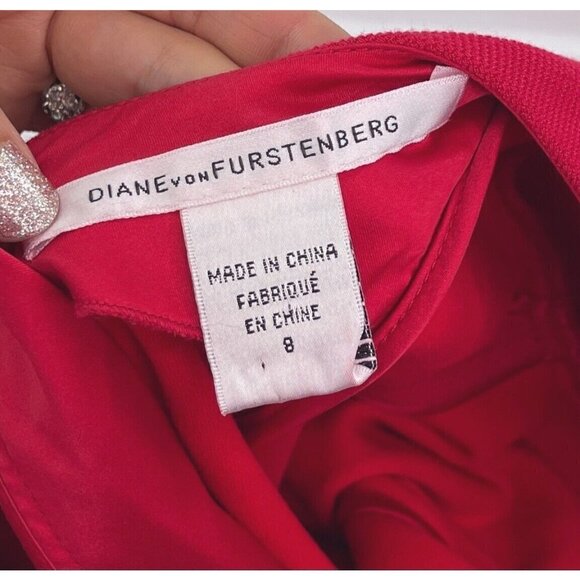 DIANE VON FURSTENBERG
MADE IN CHINA
FABRIQUÉ
EN CHINE
8